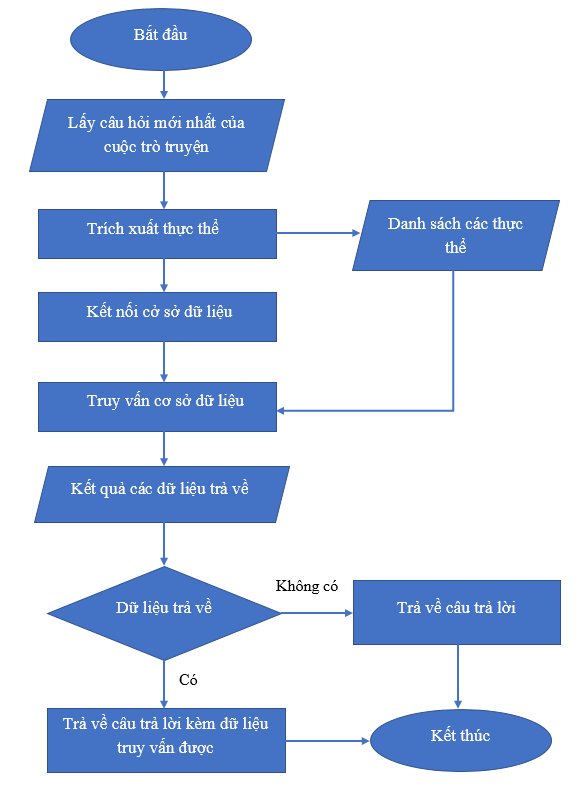 Bắt đầu
Lấy câu hỏi mới nhất của
cuộc trò truyện
Trích xuất thực thể
Danh sách các thực
thể
Kết nối cở sở dữ liệu
Truy vấn cơ sở dữ liệu
Kết quả các dữ liệu trả về
Dữ liệu trả về
Không có
Trả về câu trả lời
Có
Trả về câu trả lời kèm dữ liệu
truy vấn được
Kết thúc